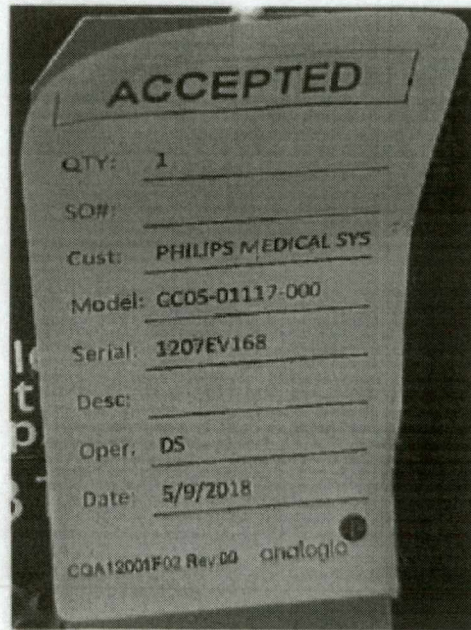 ACCEPTED
QTY: 1
SO#:
Cust: PHILIPS MEDICAL SYS
Model: GC05-01117-000
Serial: 1207EV168
Desc:
Oper. DS
Date: 5/9/2018
CQA12001F02 Rev 00 analogic